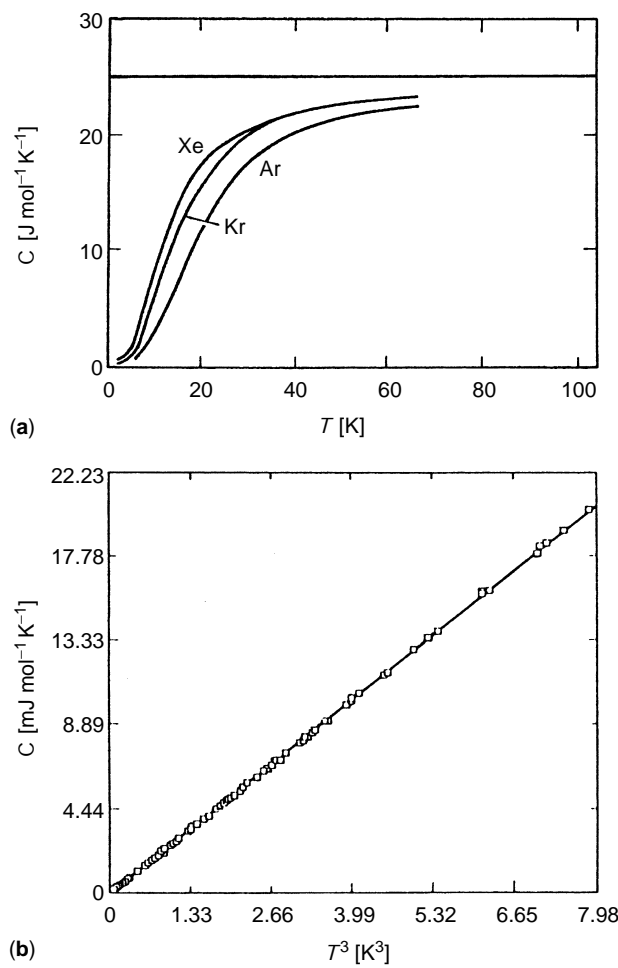 30
20
10
0
C [J mol⁻¹ K⁻¹]
Xe
Kr
Ar
0 20 40 60 80 100
T [K]
(a)
22.23
17.78
13.33
8.89
4.44
0
C [mJ mol⁻¹ K⁻¹]
0 1.33 2.66 3.99 5.32 6.65 7.98
T³ [K³]
(b)